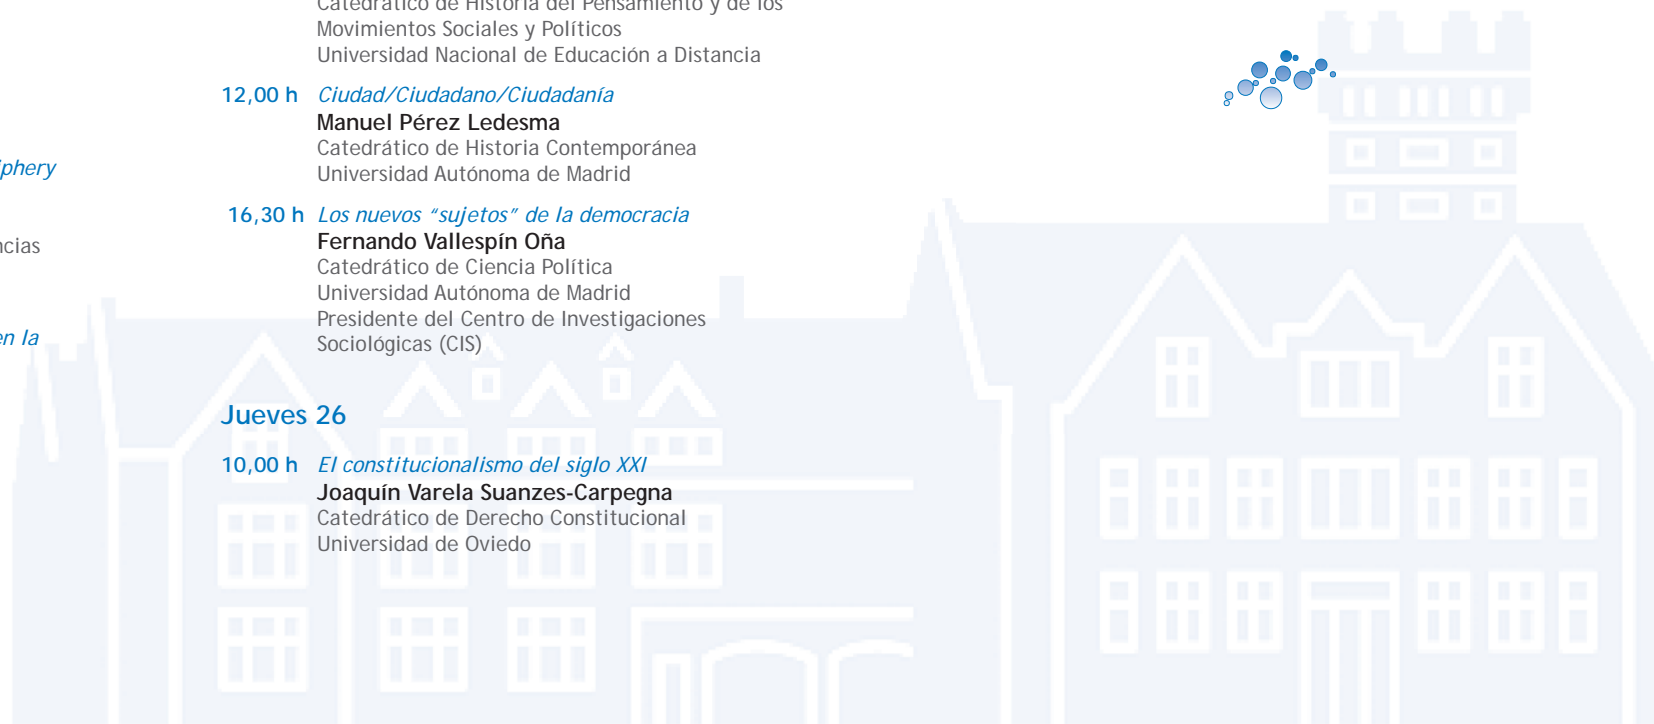 phery
ncias
en la
Catedrático de Historia del Pensamiento y de los
Movimientos Sociales y Políticos
Universidad Nacional de Educación a Distancia
12,00 h Ciudad/Ciudadano/Ciudadanía
Manuel Pérez Ledesma
Catedrático de Historia Contemporánea
Universidad Autónoma de Madrid
16,30 h Los nuevos “sujetos” de la democracia
Fernando Vallespín Oña
Catedrático de Ciencia Política
Universidad Autónoma de Madrid
Presidente del Centro de Investigaciones
Sociológicas (CIS)
Jueves 26
10,00 h El constitucionalismo del siglo XXI
Joaquín Varela Suanzes-Carpegna
Catedrático de Derecho Constitucional
Universidad de Oviedo